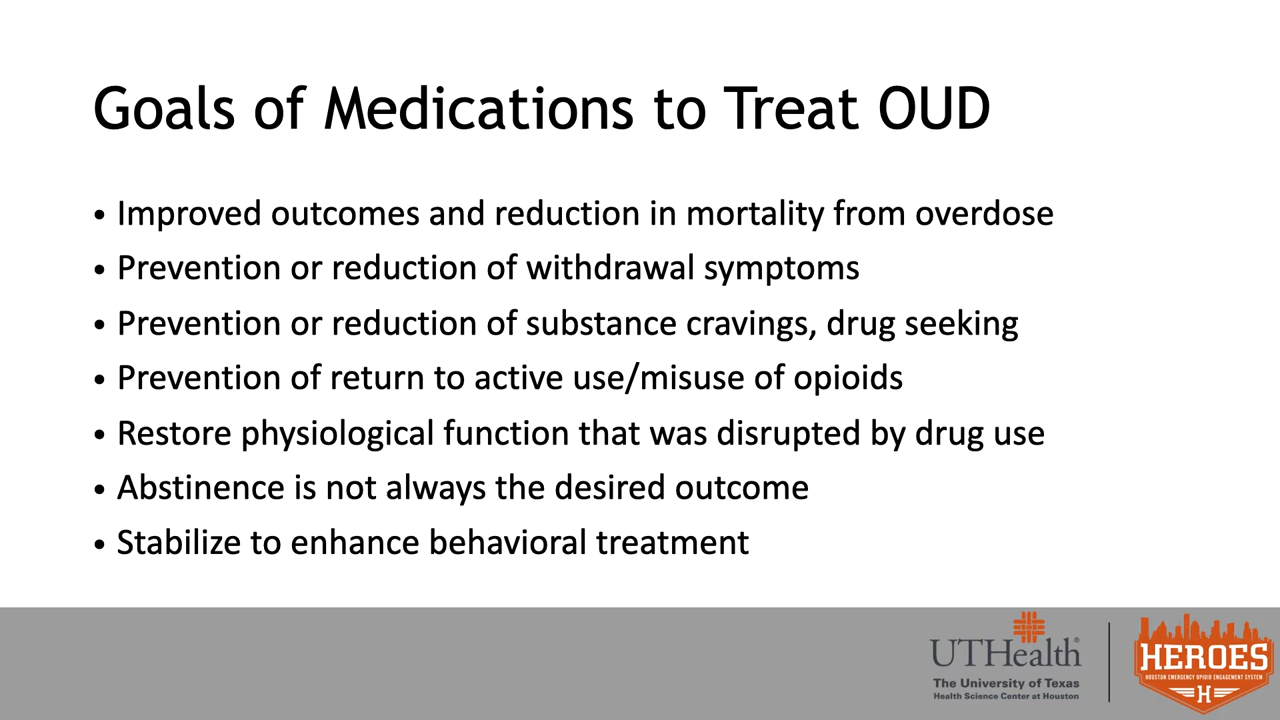 Goals of Medications to Treat OUD
• Improved outcomes and reduction in mortality from overdose
• Prevention or reduction of withdrawal symptoms
• Prevention or reduction of substance cravings, drug seeking
• Prevention of return to active use/misuse of opioids
• Restore physiological function that was disrupted by drug use
• Abstinence is not always the desired outcome
• Stabilize to enhance behavioral treatment
UTHealth®
The University of Texas
Health Science Center at Houston
HEROES
HOUSTON EMERGENCY OPIOID ENGAGEMENT SYSTEM
H